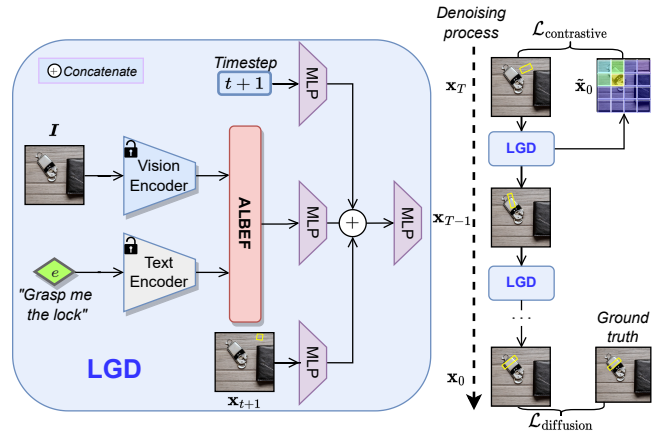 + Concatenate
Timestep
t + 1
MLP
I
Vision
Encoder
ALBEF
MLP
+
MLP
e
Text
Encoder
"Grasp me
the lock"
MLP
LGD
x_{t+1}
Denoising
process
ℒ_contrastive
x_T
x̃_0
LGD
x_{T−1}
LGD
...
Ground
truth
x_0
ℒ_diffusion